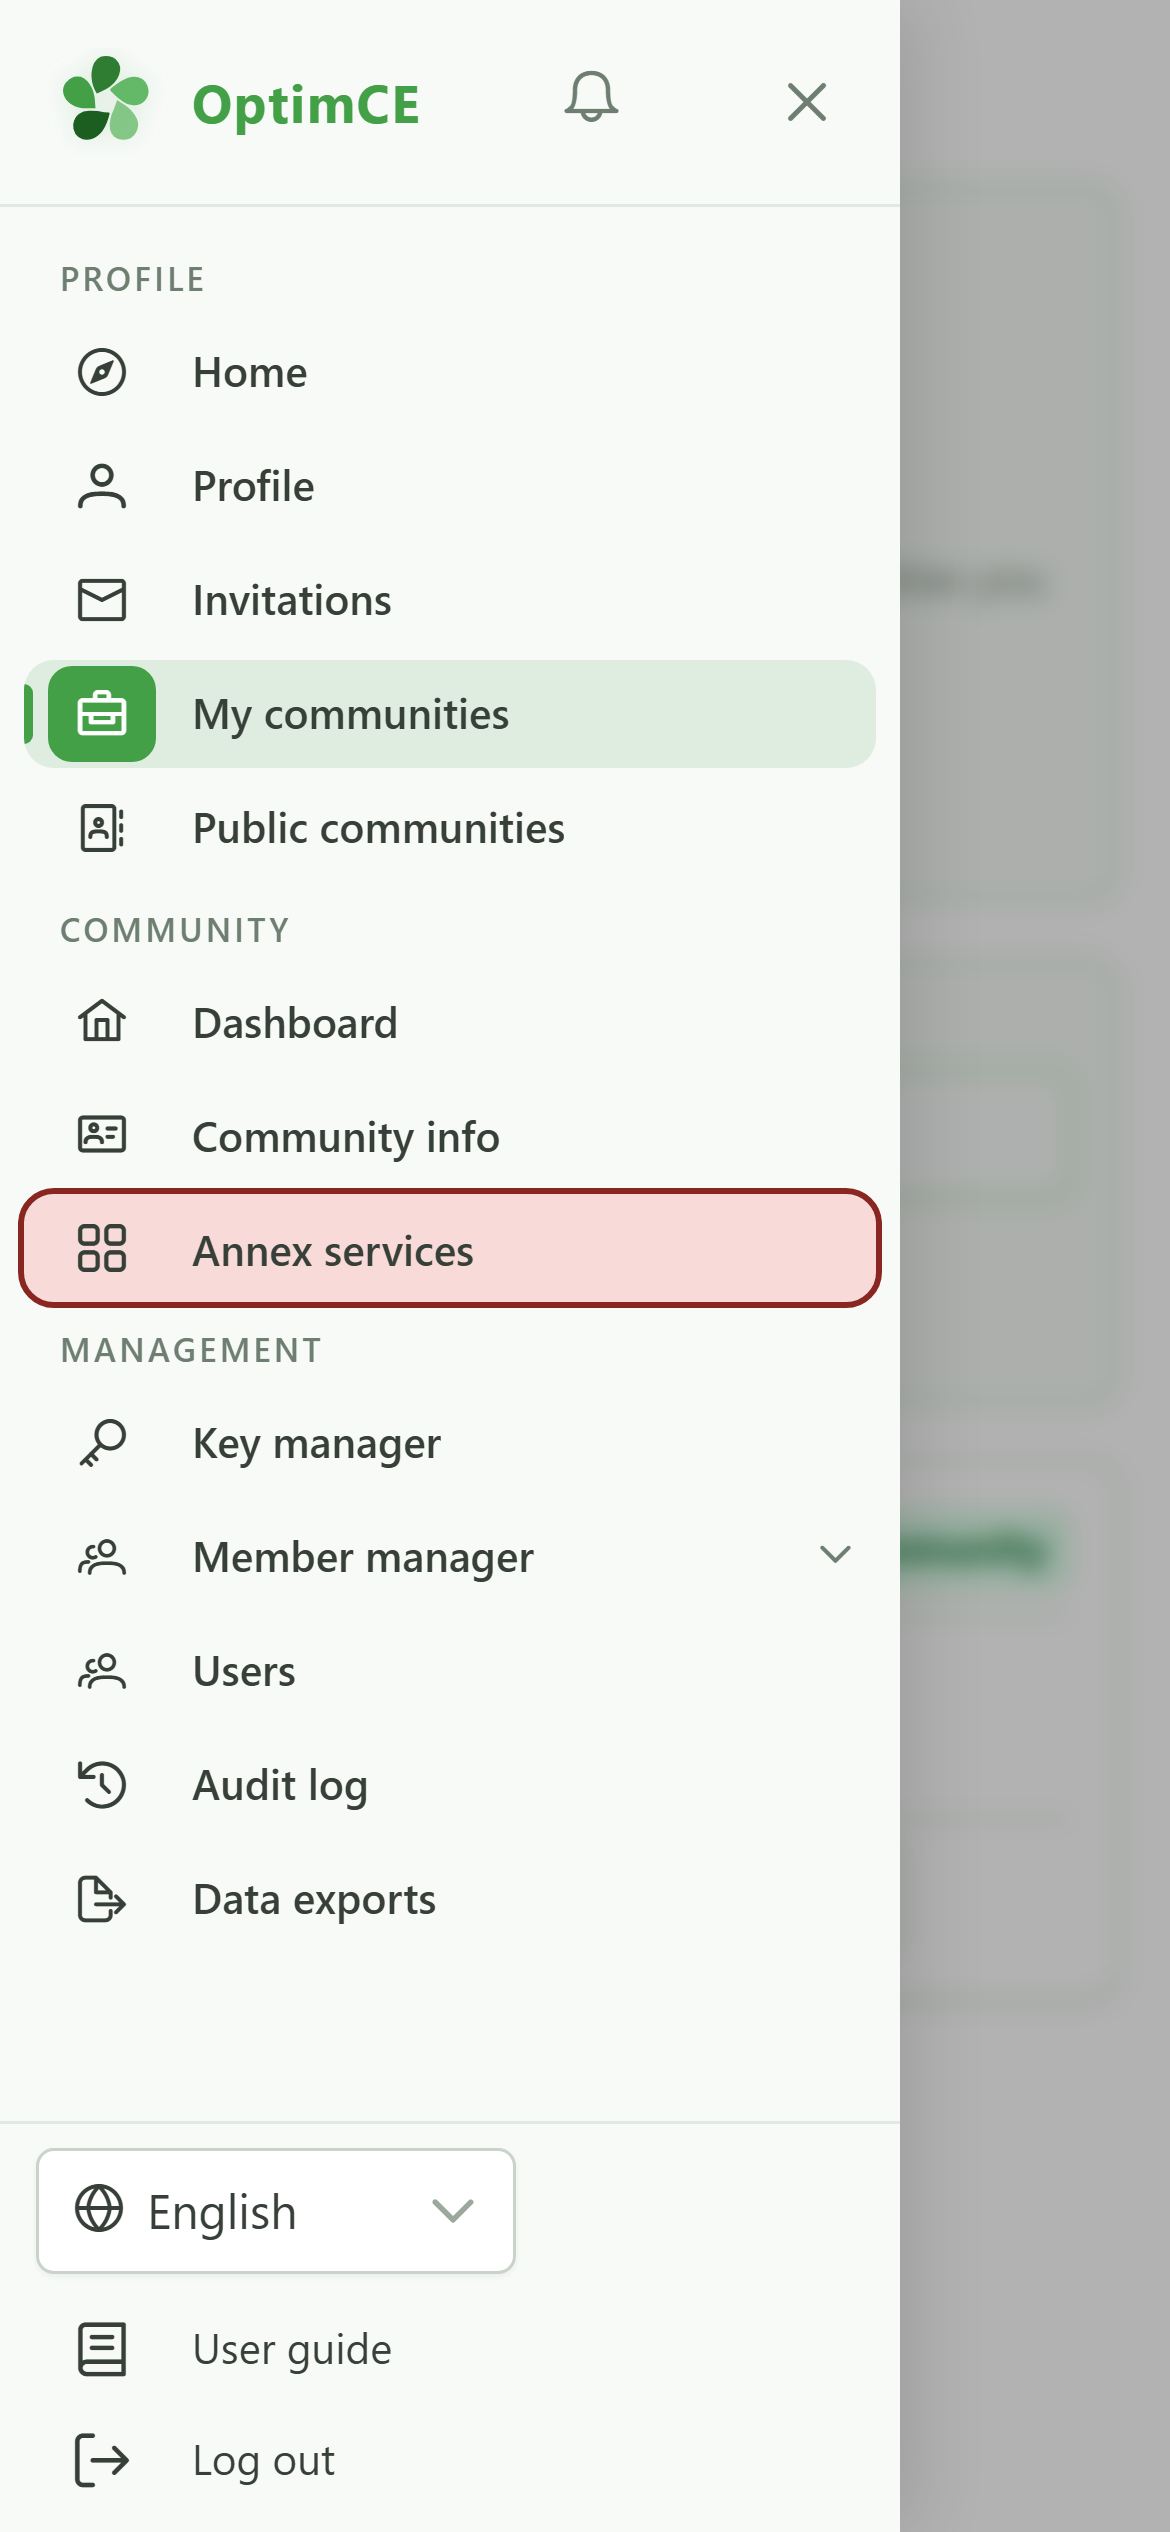 OptimCE
PROFILE
Home
Profile
Invitations
My communities
Public communities
COMMUNITY
Dashboard
Community info
Annex services
MANAGEMENT
Key manager
Member manager
Users
Audit log
Data exports
English
User guide
Log out